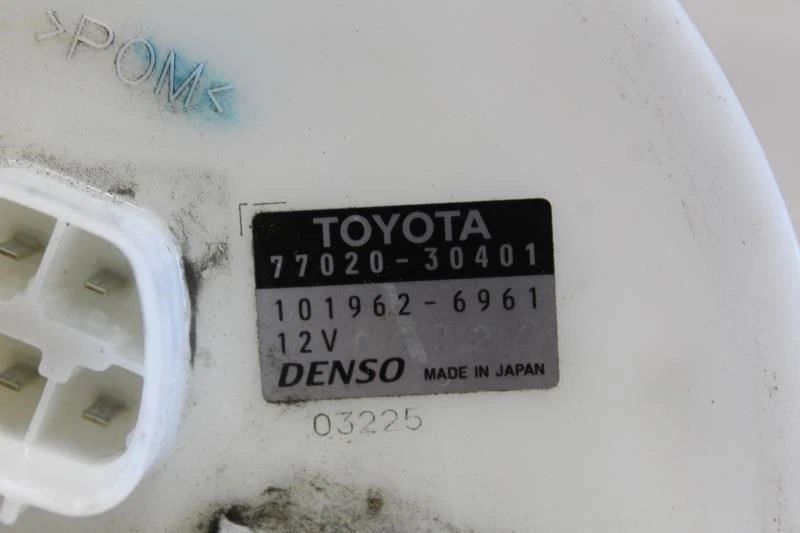 >POM<
TOYOTA
77020-30401
101962-6961
12V
DENSO MADE IN JAPAN
03225